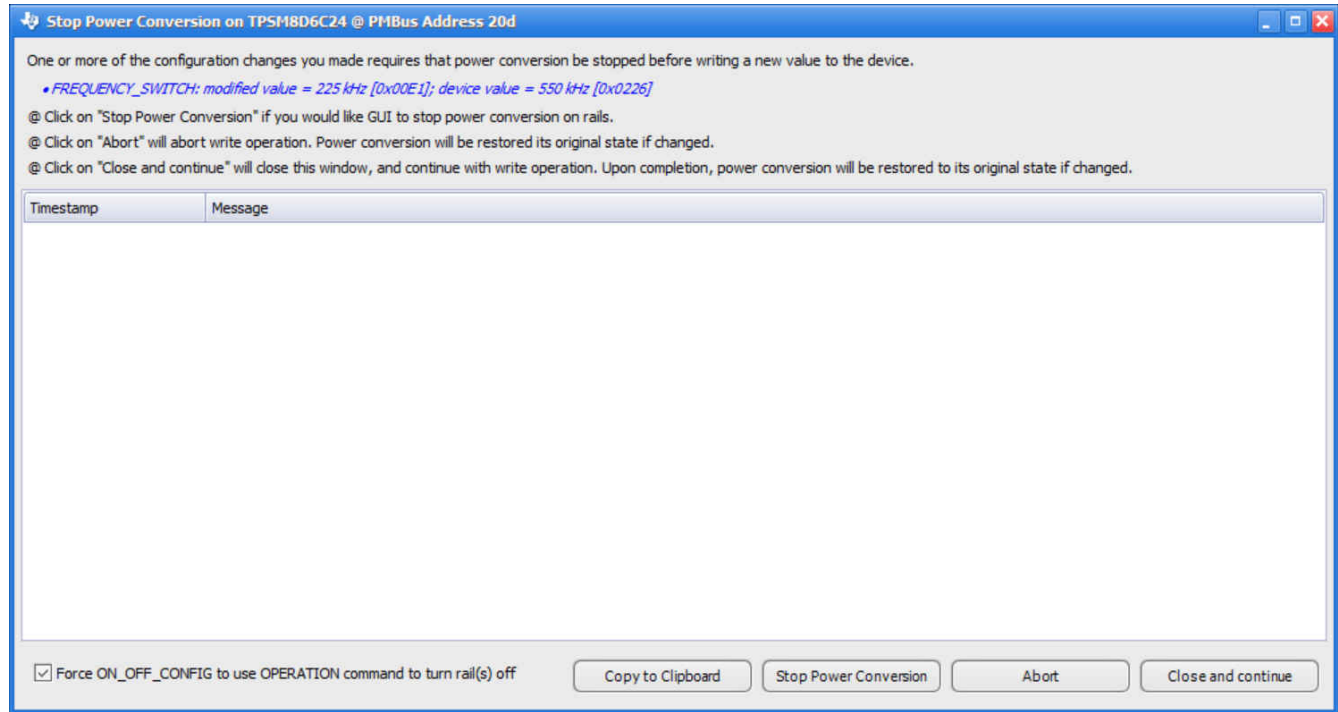 Stop Power Conversion on TPSM8D6C24 @ PMBus Address 20d
One or more of the configuration changes you made requires that power conversion be stopped before writing a new value to the device.
• FREQUENCY_SWITCH: modified value = 225 kHz [0x00E1]; device value = 550 kHz [0x0226]
@ Click on "Stop Power Conversion" if you would like GUI to stop power conversion on rails.
@ Click on "Abort" will abort write operation. Power conversion will be restored its original state if changed.
@ Click on "Close and continue" will close this window, and continue with write operation. Upon completion, power conversion will be restored to its original state if changed.
Timestamp Message
Force ON_OFF_CONFIG to use OPERATION command to turn rail(s) off Copy to Clipboard Stop Power Conversion Abort Close and continue